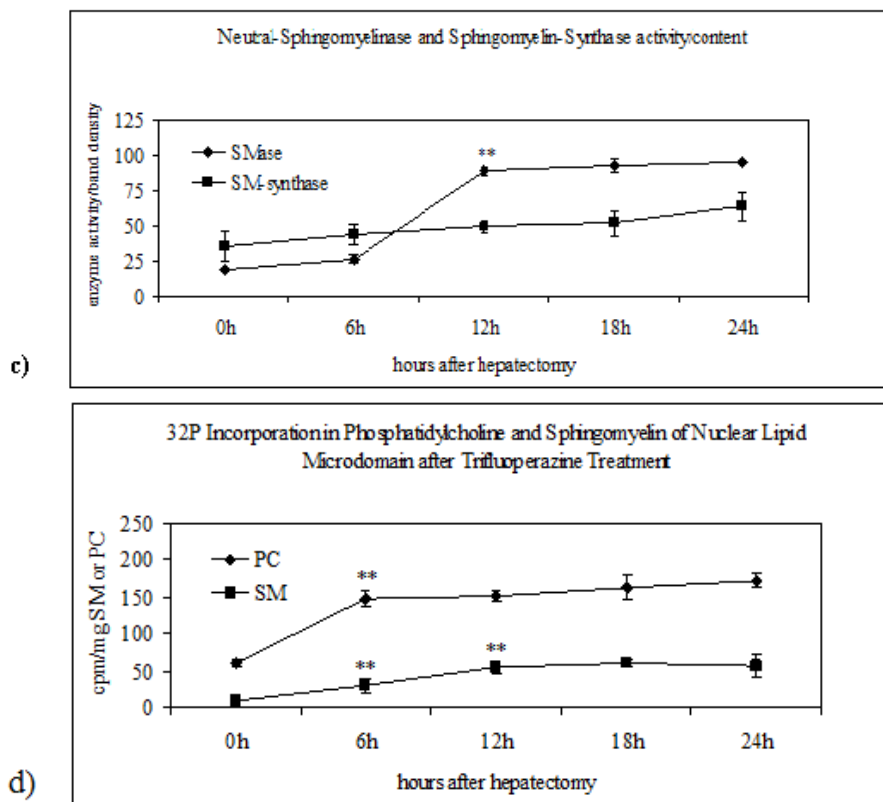 Neutral-Sphingomyelinase and Sphingomyelin-Synthase activity/content
enzyme activity/band density
125
100
75
50
25
0
SMase
SM-synthase
**
0h 6h 12h 18h 24h
hours after hepatectomy
c)
32P Incorporation in Phosphatidylcholine and Sphingomyelin of Nuclear Lipid
Microdomain after Trifluoperazine Treatment
cpm/mg SM or PC
250
200
150
100
50
0
PC
SM
**
**
**
0h 6h 12h 18h 24h
hours after hepatectomy
d)